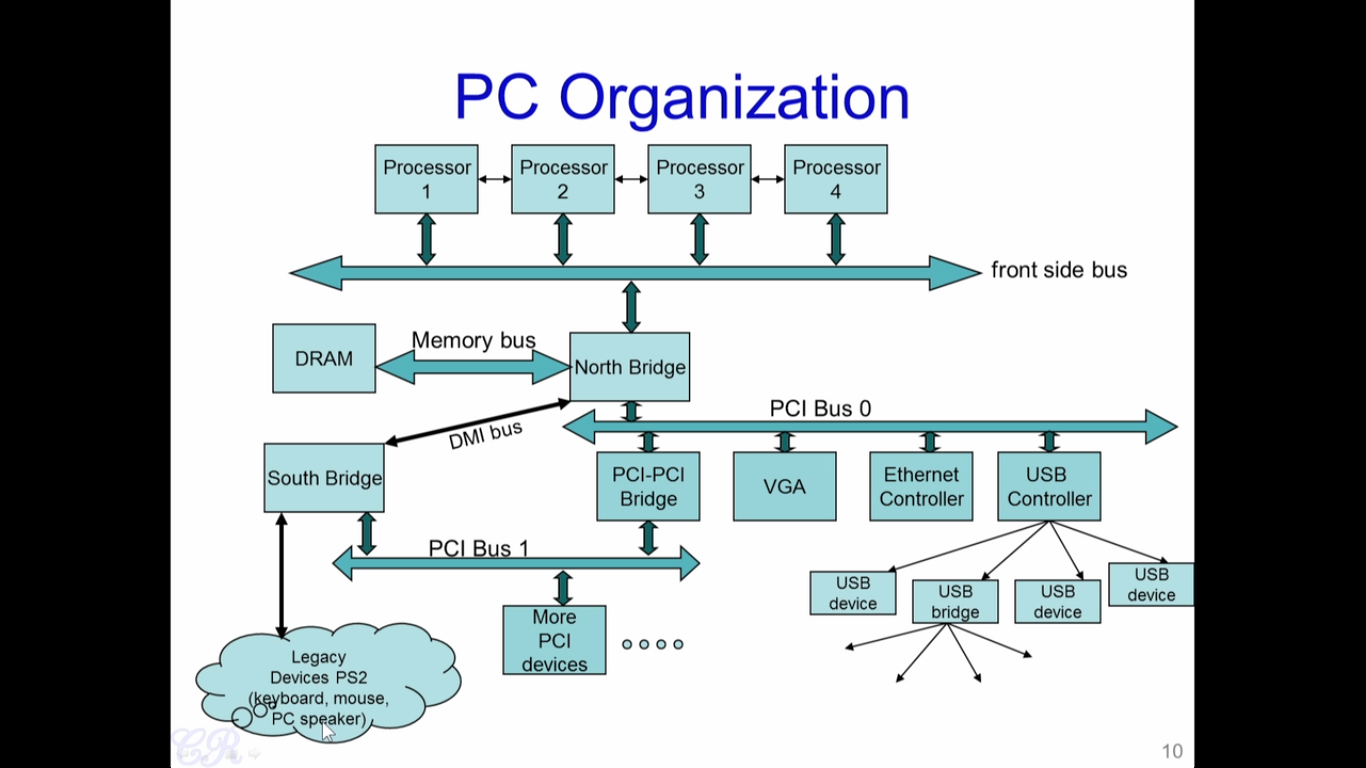 PC Organization
Processor
1
Processor
2
Processor
3
Processor
4
front side bus
DRAM
Memory bus
North Bridge
DMI bus
PCI Bus 0
South Bridge
PCI-PCI
Bridge
VGA
Ethernet
Controller
USB
Controller
PCI Bus 1
USB
device
USB
bridge
USB
device
USB
device
More
PCI
devices
Legacy
Devices PS2
(keyboard, mouse,
PC speaker)
CR
10